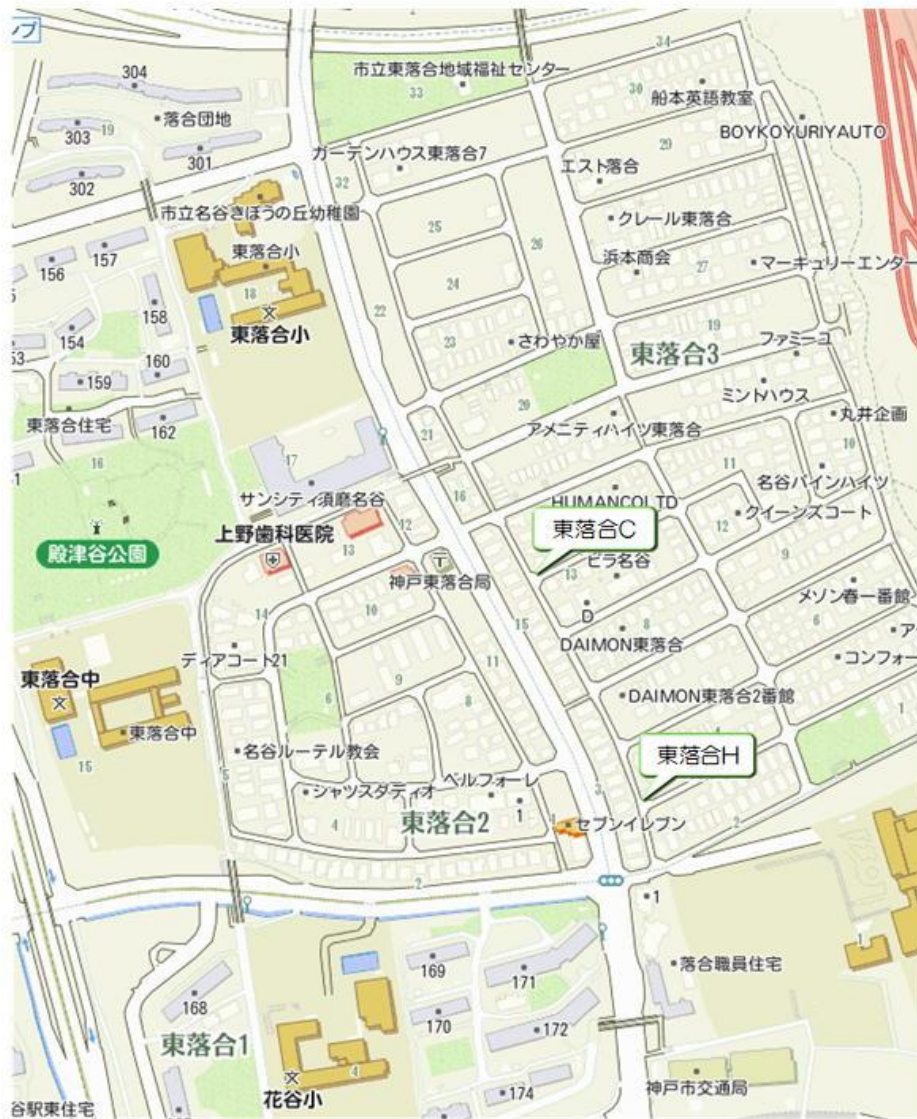 ンプ
34
市立東落合地域福祉センター
33
304
30
船本英語教室
落合団地
303
19
301
BOYKOYURIYAUTO
302
ガーデンハウス東落合7
29
エスト落合
32
市立名谷きぼうの丘幼稚園
クレール東落合
25
東落合小
26
浜本商会
156
157
27
マーキュリーエンター
24
18
158
22
19
154
東落合小
さわやか屋
ファミーユ
53
23
東落合3
160
159
ミントハウス
20
丸井企画
東落合住宅
162
21
アメニティハイツ東落合
10
16
17
11
サンシティ須磨名谷
16
名谷パインハイツ
HUMANCOLTD
クイーンズコート
上野歯科医院
12
東落合C
12
殿津谷公園
13
ビラ名谷
9
神戸東落合局
13
メゾン春一番館
14
10
15
D
8
6
DAIMON東落合
ディアコート21
11
コンフォー
東落合中
9
6
8
DAIMON東落合2番館
1
東落合中
4
名谷ルーテル教会
東落合H
15
5
シャツスタディオ
ベルフォーレ
3
1
4
東落合2
4
セブンイレブン
2
2
1
169
171
落合職員住宅
1
168
170
172
東落合1
174
神戸市交通局
4
花谷小
谷駅東住宅